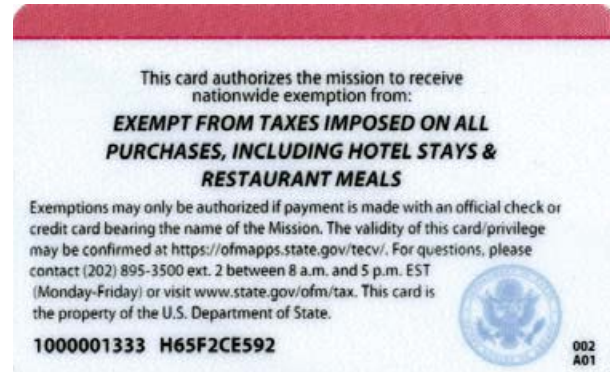 This card authorizes the mission to receive
nationwide exemption from:
EXEMPT FROM TAXES IMPOSED ON ALL
PURCHASES, INCLUDING HOTEL STAYS &
RESTAURANT MEALS
Exemptions may only be authorized if payment is made with an official check or
credit card bearing the name of the Mission. The validity of this card/privilege
may be confirmed at https://ofmapps.state.gov/tecv/. For questions, please
contact (202) 895-3500 ext. 2 between 8 a.m. and 5 p.m. EST
(Monday-Friday) or visit www.state.gov/ofm/tax. This card is
the property of the U.S. Department of State.
1000001333 H65F2CE592
002
A01